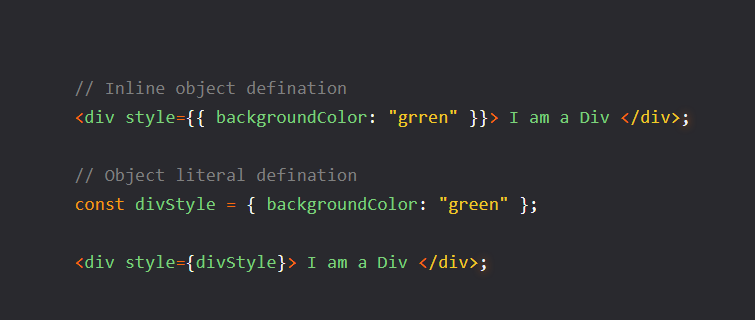 // Inline object defination
<div style={{ backgroundColor: "grren" }}> I am a Div </div>;
// Object literal defination
const divStyle = { backgroundColor: "green" };
<div style={divStyle}> I am a Div </div>;